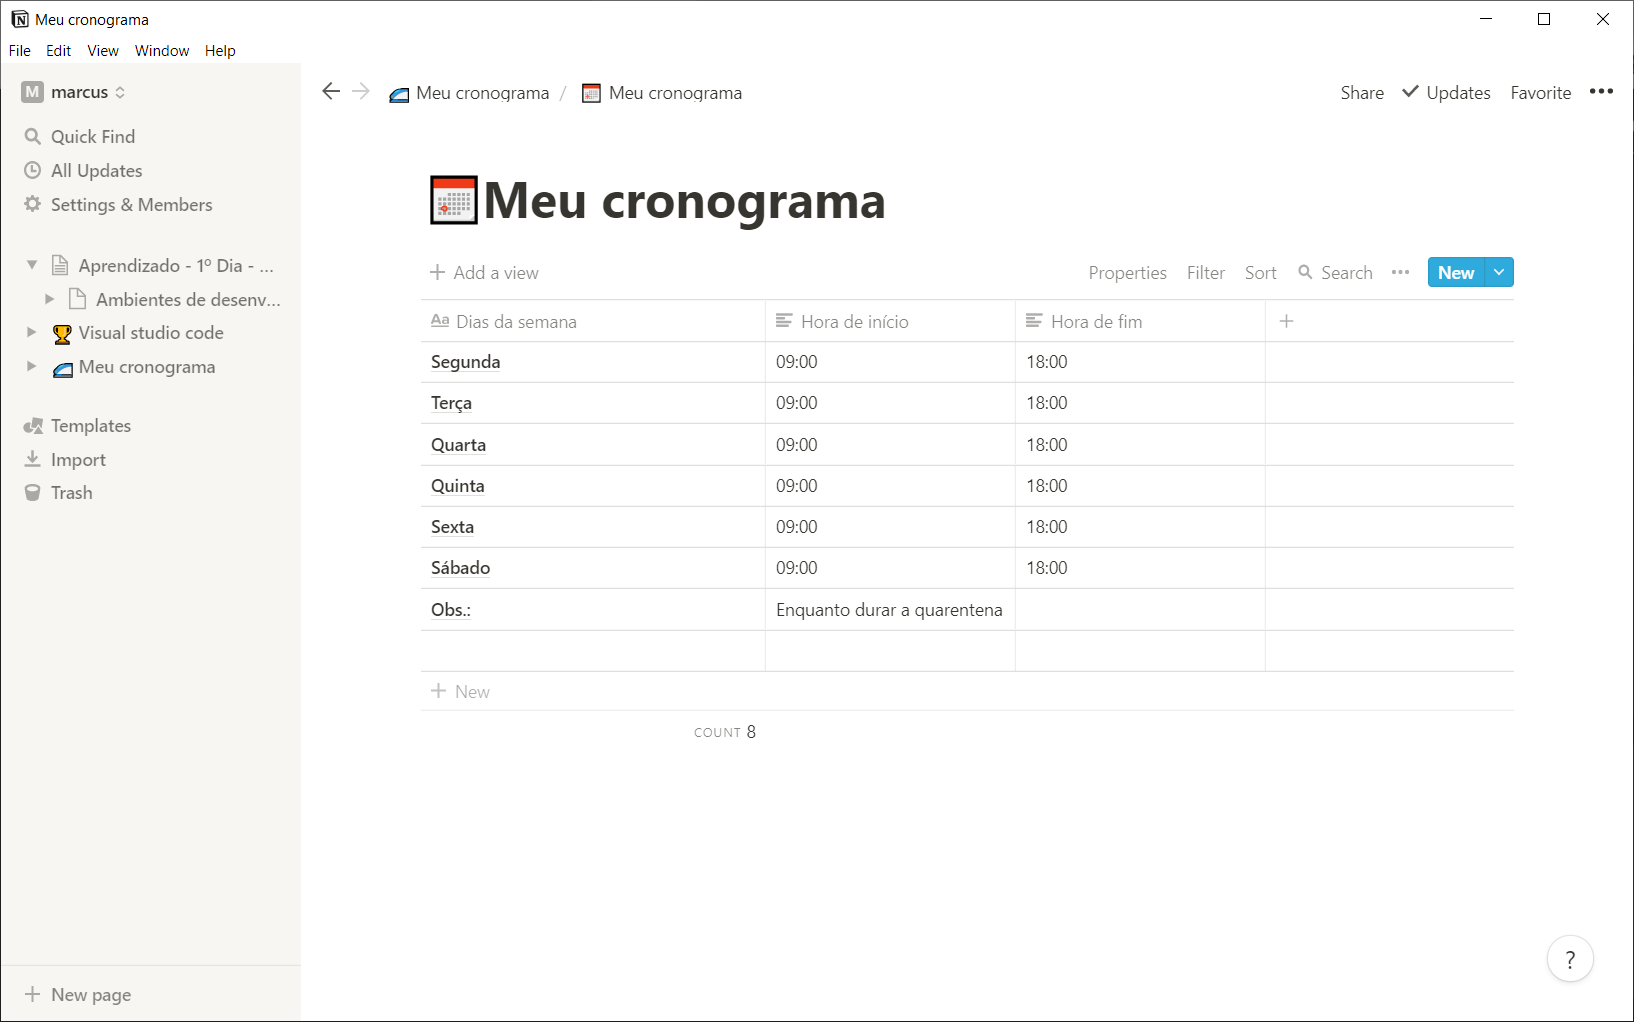 Meu cronograma
File Edit View Window Help
M marcus
Quick Find
All Updates
Settings & Members
Aprendizado - 1º Dia - ...
Ambientes de desenv...
Visual studio code
Meu cronograma
Templates
Import
Trash
New page
Meu cronograma / Meu cronograma
Share Updates Favorite
Meu cronograma
Add a view
Properties Filter Sort Search New
Aa Dias da semana Hora de início Hora de fim
Segunda 09:00 18:00
Terça 09:00 18:00
Quarta 09:00 18:00
Quinta 09:00 18:00
Sexta 09:00 18:00
Sábado 09:00 18:00
Obs.: Enquanto durar a quarentena
New
COUNT 8
?